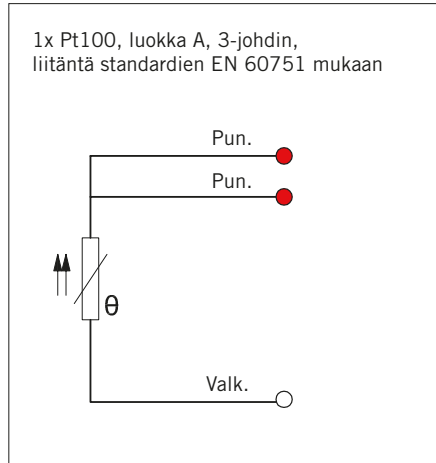 1x Pt100, luokka A, 3-johdin,
liitäntä standardien EN 60751 mukaan
Pun.
Pun.
θ
Valk.